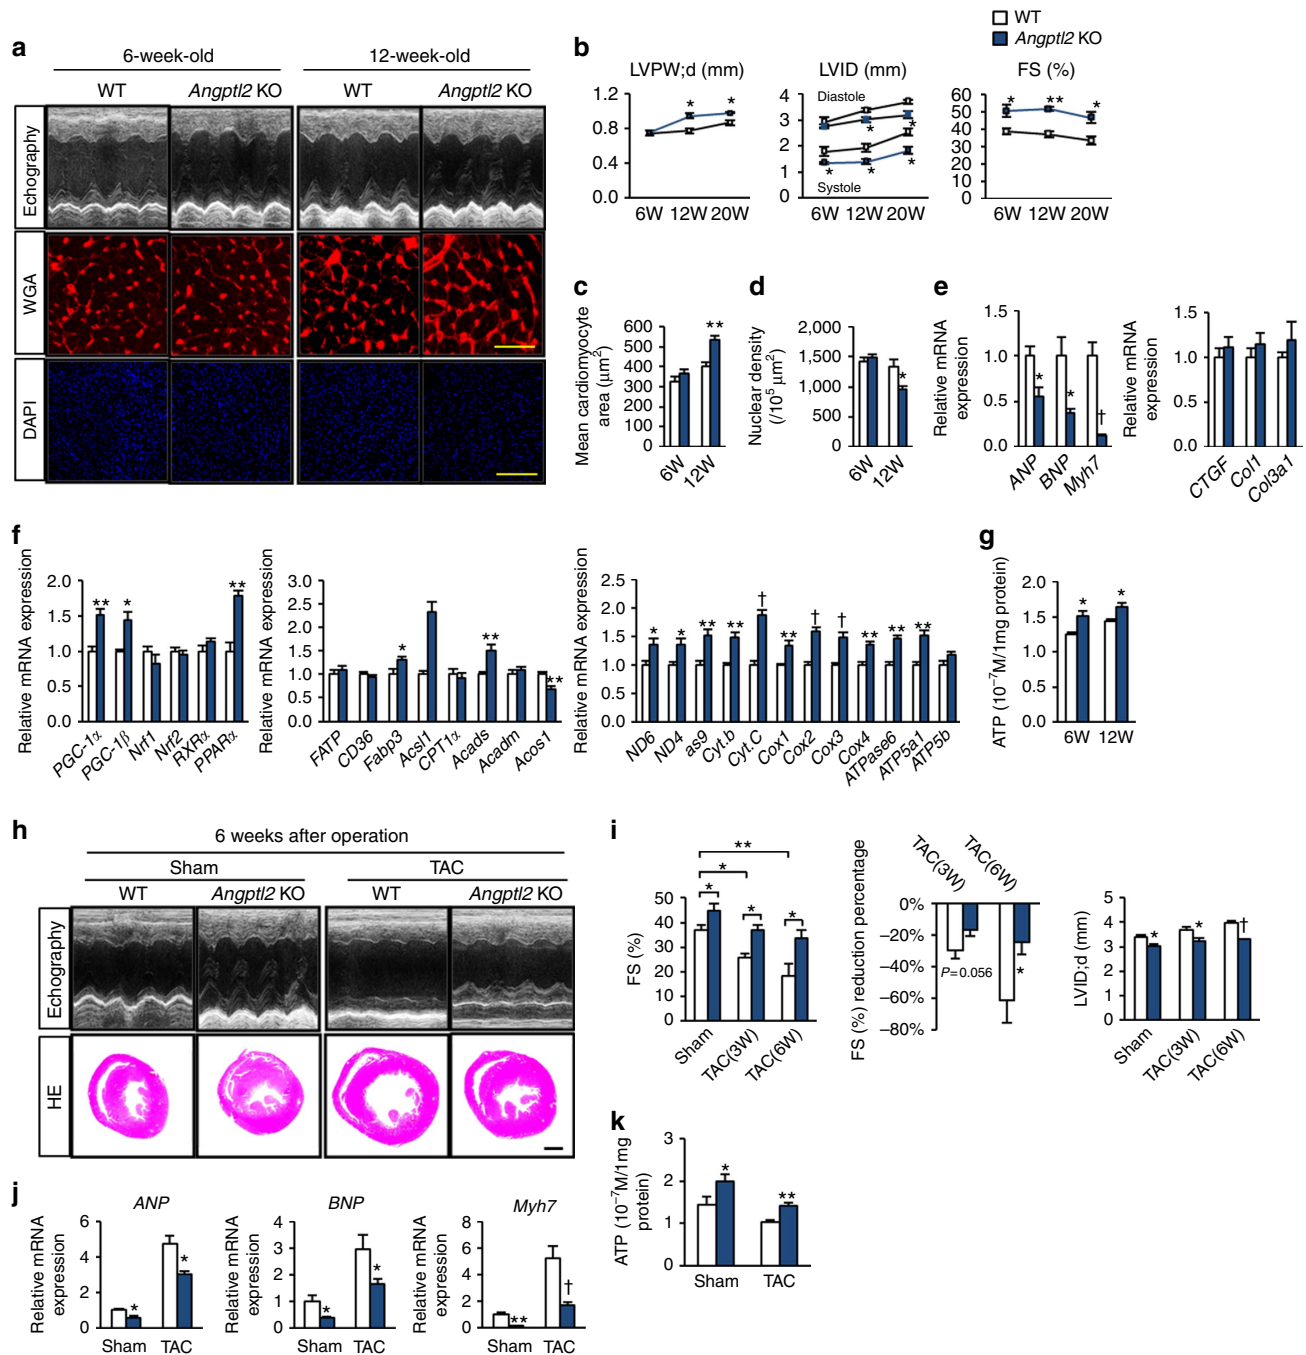 WT
Angptl2 KO
a
6-week-old
12-week-old
WT
Angptl2 KO
WT
Angptl2 KO
Echography
WGA
DAPI
b
LVPW;d (mm)
1.2
0.8
0.4
0.0
* *
6W 12W 20W
LVID (mm)
4
3
2
1
0
Diastole
* *
* * *
Systole
6W 12W 20W
FS (%)
60
50
40
30
20
10
0
* ** *
6W 12W 20W
c
Mean cardiomyocyte
area (μm²)
600
500
400
300
200
100
0
**
6W
12W
d
Nuclear density
(/10⁵ μm²)
2,000
1,500
1,000
500
0
*
6W
12W
e
Relative mRNA
expression
1.5
1.0
0.5
0.0
* * †
ANP
BNP
Myh7
Relative mRNA
expression
1.5
1.0
0.5
0.0
CTGF
Col1
Col3a1
f
Relative mRNA expression
2.0
1.5
1.0
0.5
0.0
** * **
PGC-1α
PGC-1β
Nrf1
Nrf2
RXRα
PPARα
Relative mRNA expression
3.0
2.5
2.0
1.5
1.0
0.5
0.0
* ** **
FATP
CD36
Fabp3
Acsl1
CPT1α
Acads
Acadm
Acos1
Relative mRNA expression
2.5
2.0
1.5
1.0
0.5
0.0
* * ** ** † ** † † ** ** **
ND6
ND4
as9
Cyt.b
Cyt.C
Cox1
Cox2
Cox3
Cox4
ATPase6
ATP5a1
ATP5b
g
ATP (10⁻⁷M/1mg protein)
2.0
1.5
1.0
0.5
0.0
* *
6W 12W
h
6 weeks after operation
Sham
TAC
WT
Angptl2 KO
WT
Angptl2 KO
Echography
HE
i
FS (%)
50
40
30
20
10
0
**
*
* * *
Sham
TAC(3W)
TAC(6W)
FS (%) reduction percentage
TAC(3W)
TAC(6W)
0%
−20%
−40%
−60%
−80%
P=0.056
*
LVID;d (mm)
5
4
3
2
1
0
* * †
Sham
TAC(3W)
TAC(6W)
j
ANP
Relative mRNA
expression
6
4
2
0
* *
Sham TAC
BNP
Relative mRNA
expression
4
3
2
1
0
* *
Sham TAC
Myh7
Relative mRNA
expression
8
6
4
2
0
** †
Sham TAC
k
ATP (10⁻⁷M/1mg
protein)
3
2
1
0
* **
Sham TAC